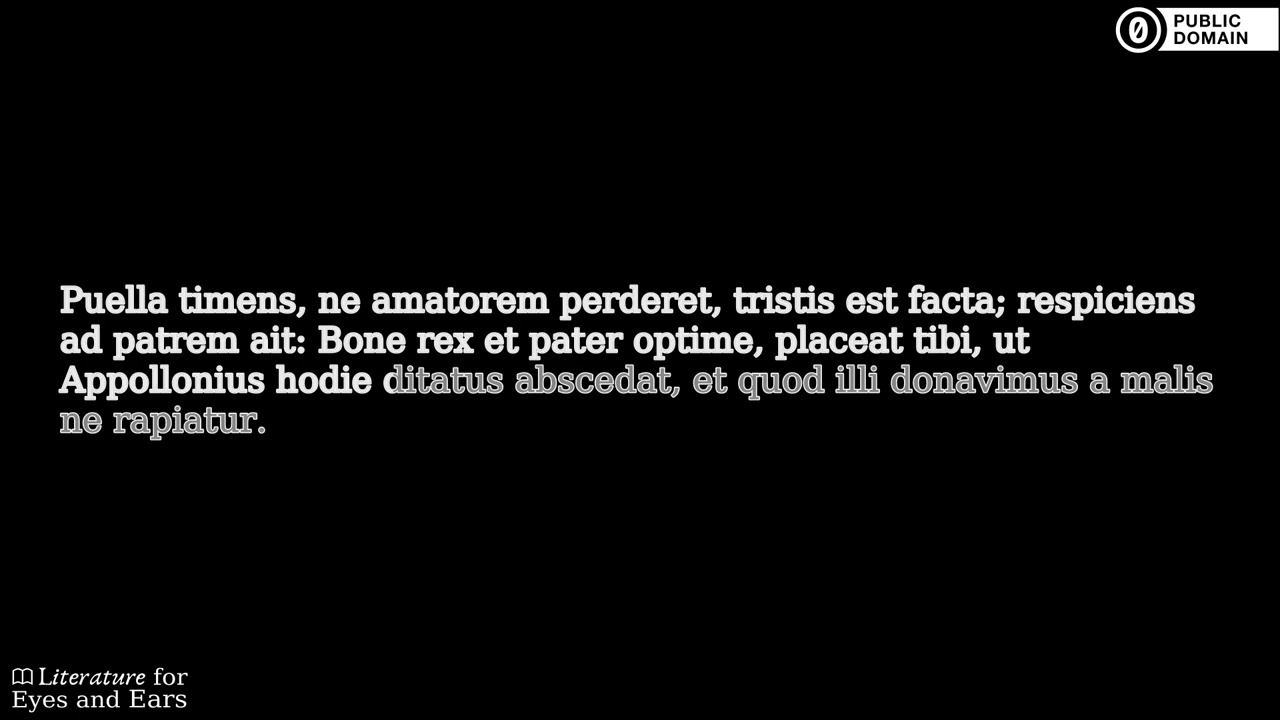 PUBLIC
DOMAIN
Puella timens, ne amatorem perderet, tristis est facta; respiciens
ad patrem ait: Bone rex et pater optime, placeat tibi, ut
Appollonius hodie ditatus abscedat, et quod illi donavimus a malis
ne rapiatur.
Literature for
Eyes and Ears